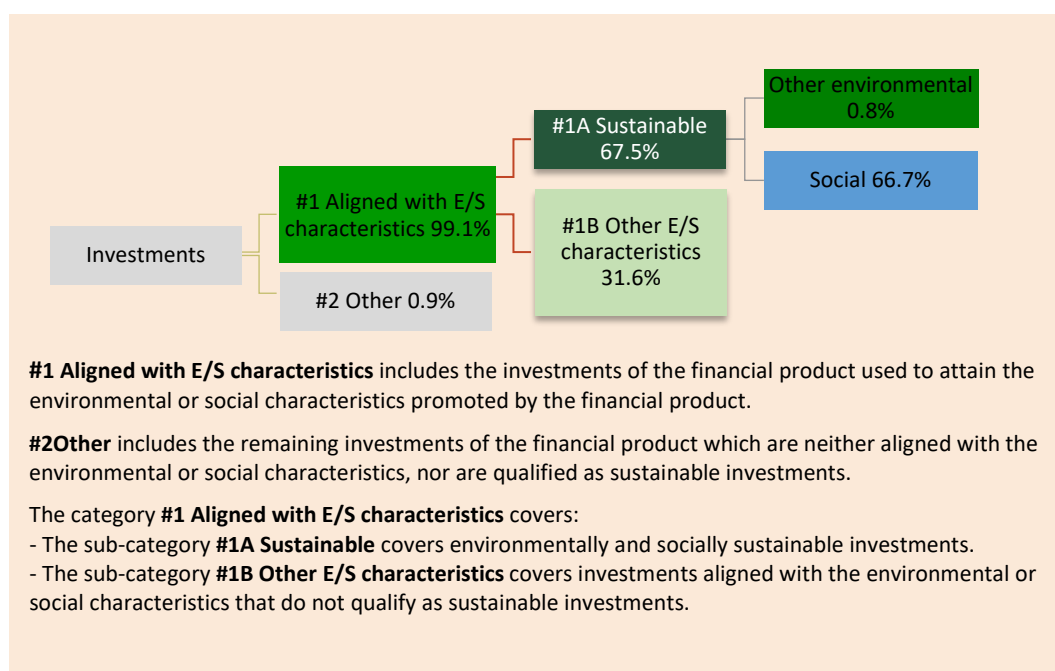 Other environmental
0.8%
#1A Sustainable
67.5%
Social 66.7%
#1 Aligned with E/S
characteristics 99.1%
#1B Other E/S
characteristics
31.6%
Investments
#2 Other 0.9%
#1 Aligned with E/S characteristics includes the investments of the financial product used to attain the
environmental or social characteristics promoted by the financial product.
#2Other includes the remaining investments of the financial product which are neither aligned with the
environmental or social characteristics, nor are qualified as sustainable investments.
The category #1 Aligned with E/S characteristics covers:
- The sub-category #1A Sustainable covers environmentally and socially sustainable investments.
- The sub-category #1B Other E/S characteristics covers investments aligned with the environmental or
social characteristics that do not qualify as sustainable investments.